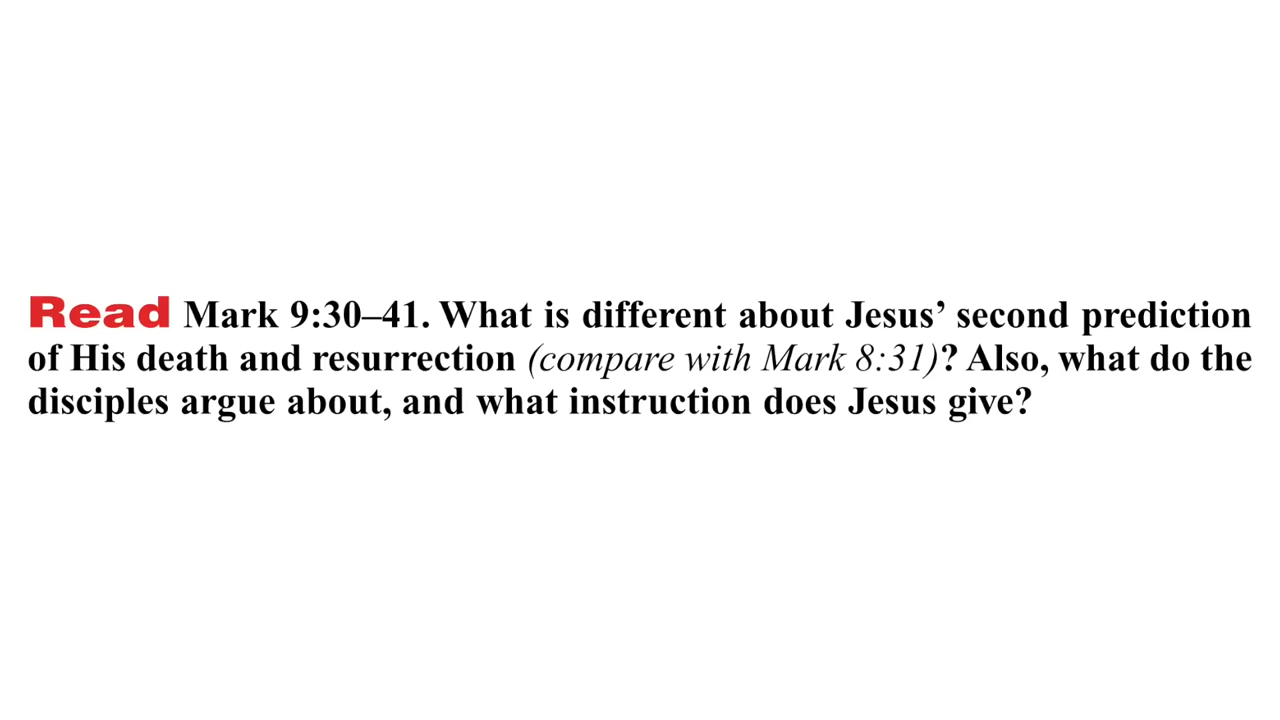 Read Mark 9:30–41. What is different about Jesus’ second prediction
of His death and resurrection (compare with Mark 8:31)? Also, what do the
disciples argue about, and what instruction does Jesus give?